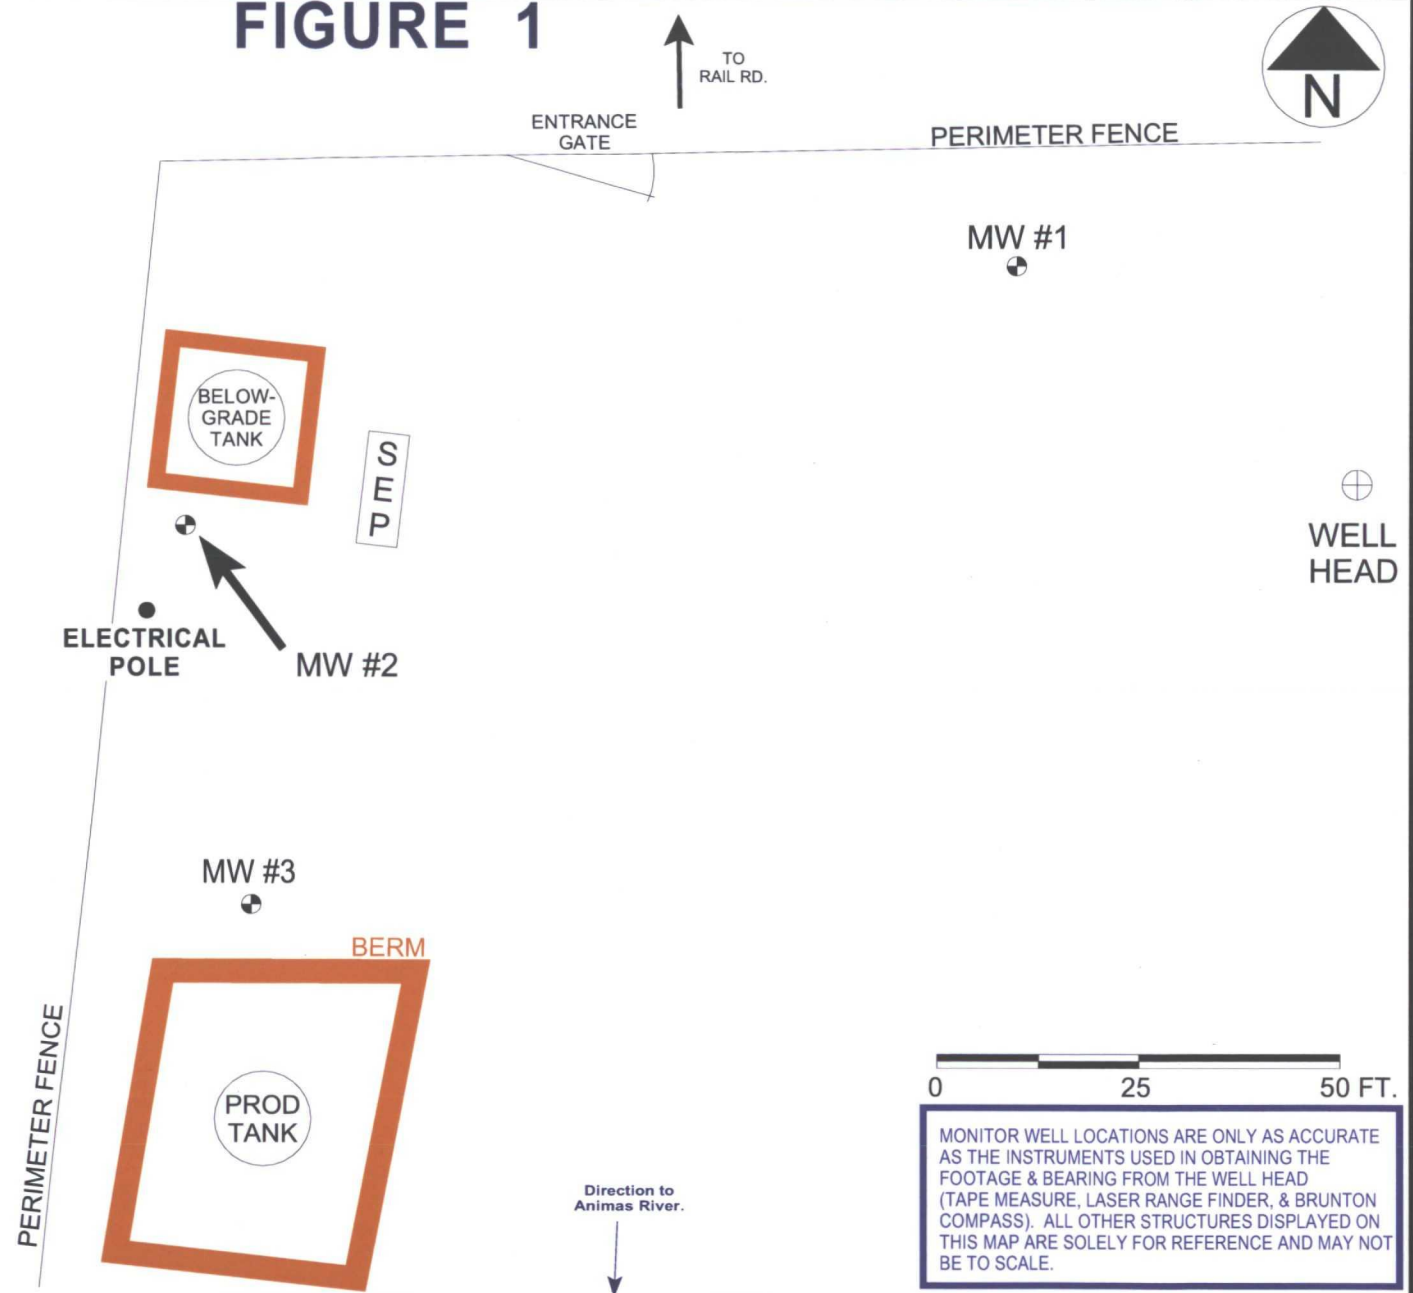 FIGURE 1
TO
RAIL RD.
N
ENTRANCE
GATE
PERIMETER FENCE
MW #1
BELOW-
GRADE
TANK
S
E
P
WELL
HEAD
ELECTRICAL
POLE
MW #2
MW #3
BERM
PERIMETER FENCE
PROD
TANK
0 25 50 FT.
Direction to
Animas River.
MONITOR WELL LOCATIONS ARE ONLY AS ACCURATE
AS THE INSTRUMENTS USED IN OBTAINING THE
FOOTAGE & BEARING FROM THE WELL HEAD
(TAPE MEASURE, LASER RANGE FINDER, & BRUNTON
COMPASS). ALL OTHER STRUCTURES DISPLAYED ON
THIS MAP ARE SOLELY FOR REFERENCE AND MAY NOT
BE TO SCALE.